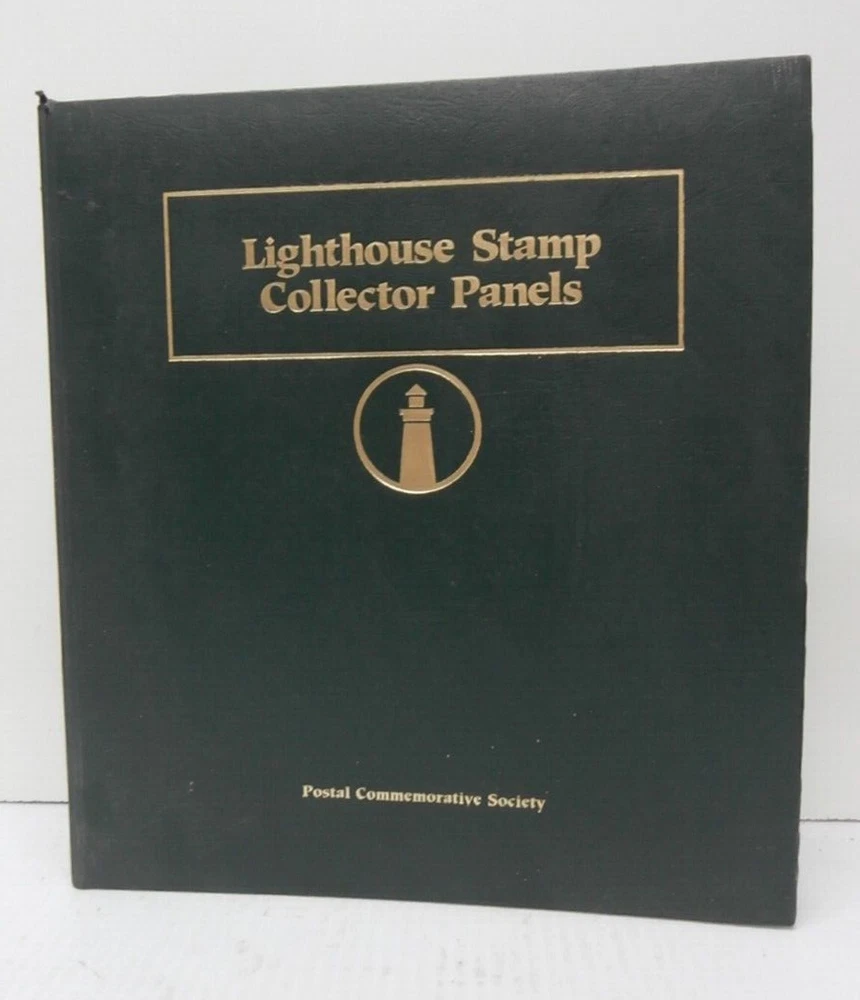 Lighthouse Stamp
Collector Panels
Postal Commemorative Society